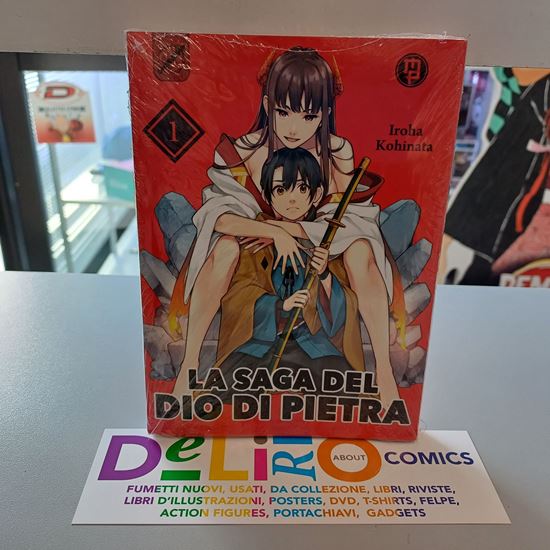 1
Iroha
Kohinata
LA SAGA DEL
DIO DI PIETRA
DeLiRiO ABOUT COMICS
FUMETTI NUOVI, USATI, DA COLLEZIONE, LIBRI, RIVISTE,
LIBRI D'ILLUSTRAZIONI, POSTERS, DVD, T-SHIRTS, FELPE,
ACTION FIGURES, PORTACHIAVI, GADGETS